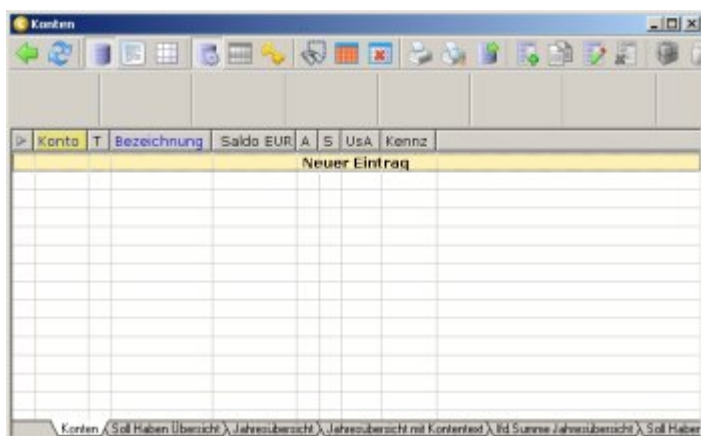 Konten
Konto T Bezeichnung Saldo EUR A S UsA Kennz
Neuer Eintrag
Konten Soll Haben Übersicht Jahresübersicht Jahresübersicht mit Kontentext lfd Summe Jahresübersicht Soll Haber